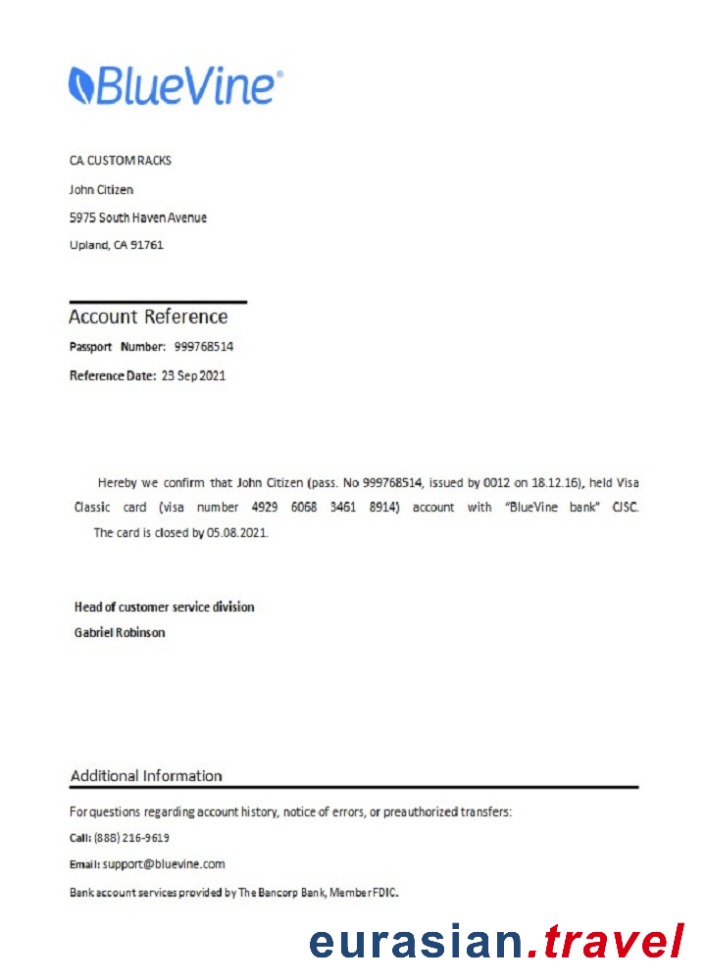 BlueVine®
CA CUSTOM RACKS
John Citizen
5975 South Haven Avenue
Upland, CA 91761
Account Reference
Passport Number: 999768514
Reference Date: 23 Sep 2021
Hereby we confirm that John Citizen (pass. No 999768514, issued by 0012 on 18.12.16), held Visa
Classic card (visa number 4929 6068 3461 8914) account with “BlueVine bank” CJSC.
The card is closed by 05.08.2021.
Head of customer service division
Gabriel Robinson
Additional Information
For questions regarding account history, notice of errors, or preauthorized transfers:
Call: (888) 216-9619
Email: support@bluevine.com
Bank account services provided by The Bancorp Bank, Member FDIC.
eurasian.travel